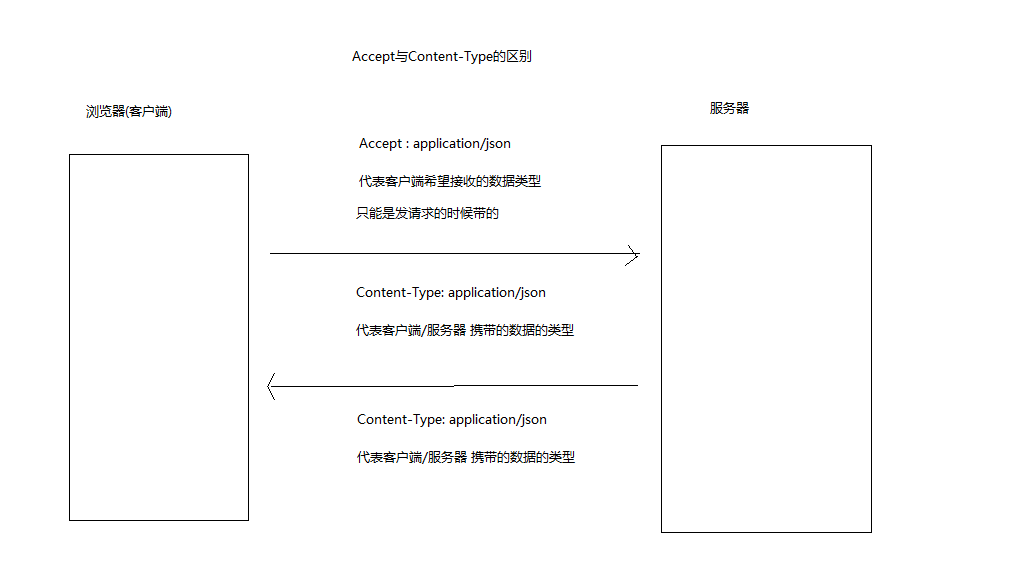 Accept与Content-Type的区别
浏览器(客户端)
服务器
Accept : application/json
代表客户端希望接收的数据类型
只能是发请求的时候带的
Content-Type: application/json
代表客户端/服务器 携带的数据的类型
Content-Type: application/json
代表客户端/服务器 携带的数据的类型